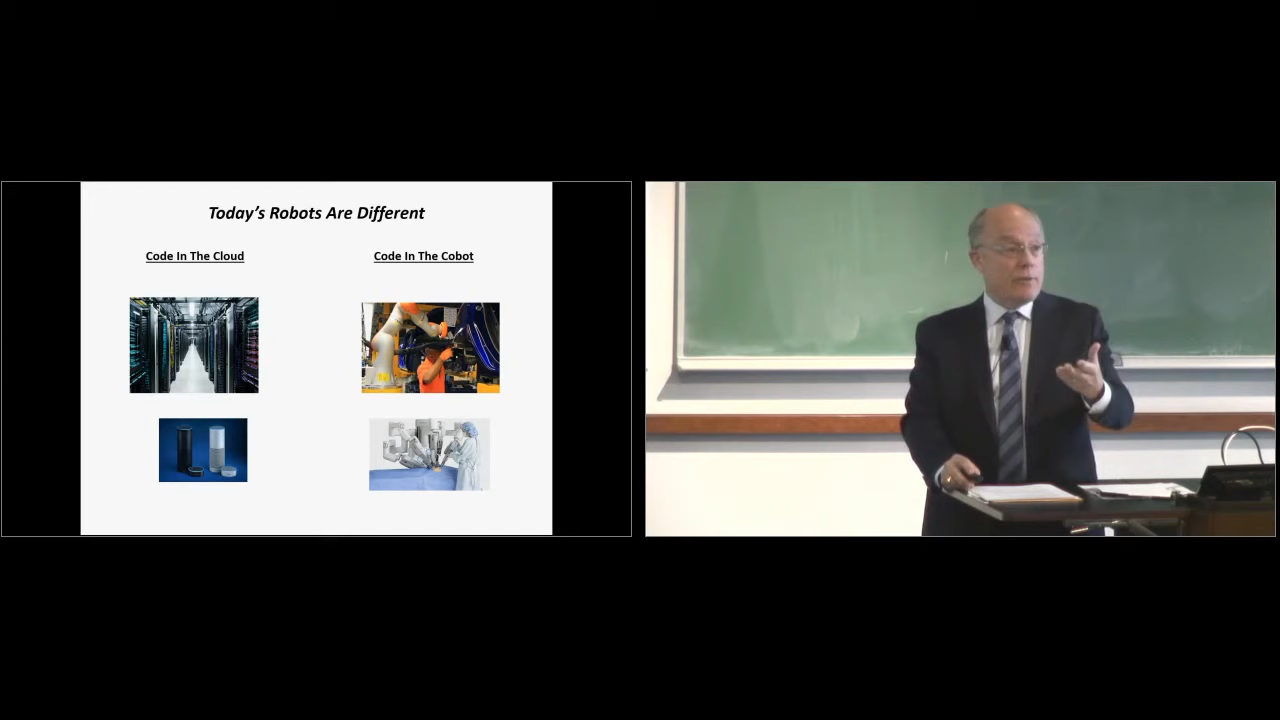 Today's Robots Are Different
Code In The Cloud
Code In The Cobot